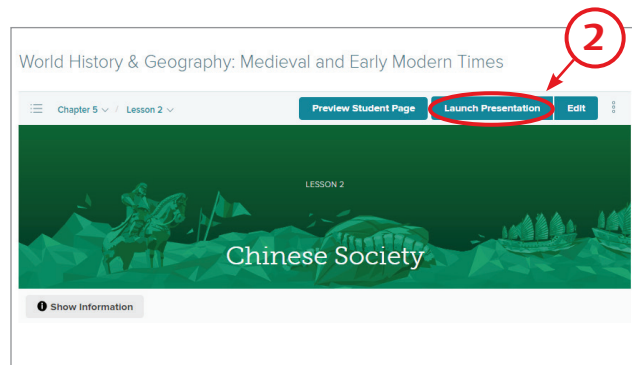 2
World History & Geography: Medieval and Early Modern Times
Chapter 5 / Lesson 2 Preview Student Page Launch Presentation Edit
LESSON 2
Chinese Society
Show Information